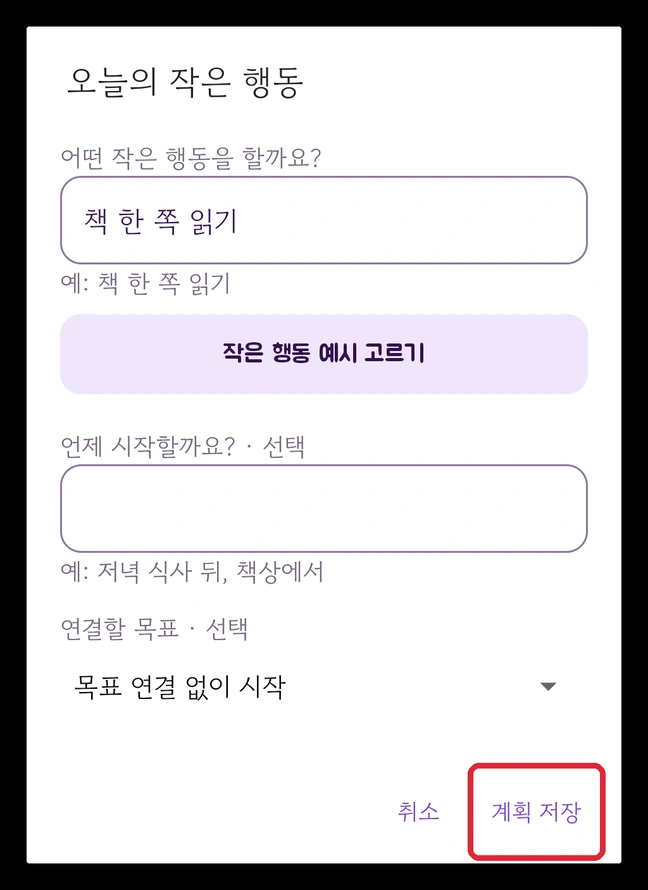 오늘의 작은 행동
어떤 작은 행동을 할까요?
책 한 쪽 읽기
예: 책 한 쪽 읽기
작은 행동 예시 고르기
언제 시작할까요? · 선택
예: 저녁 식사 뒤, 책상에서
연결할 목표 · 선택
목표 연결 없이 시작
취소 계획 저장